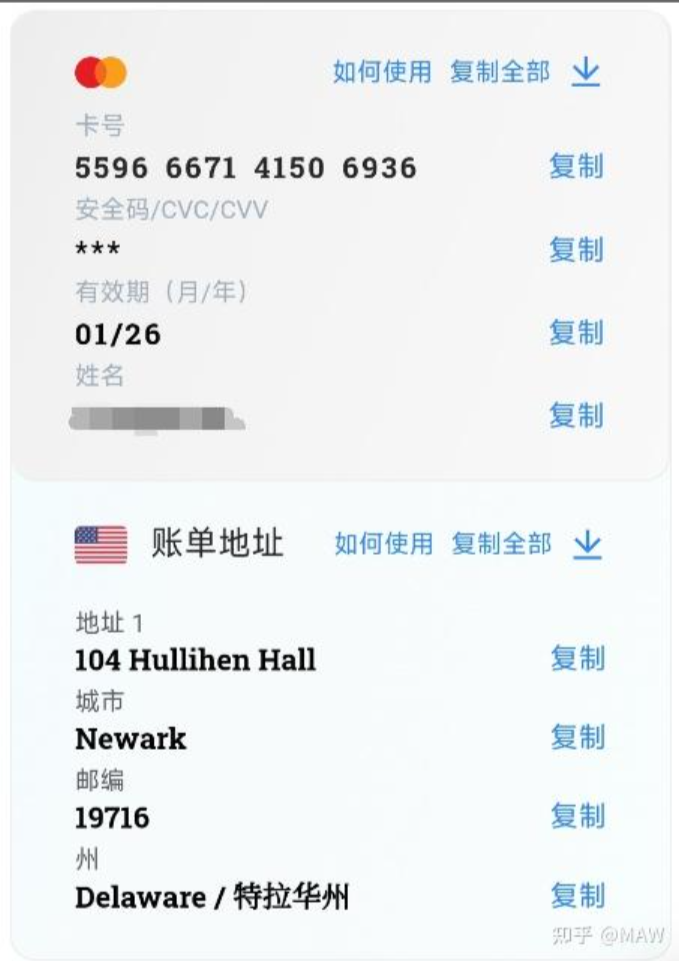 如何使用 复制全部
卡号
5596 6671 4150 6936 复制
安全码/CVC/CVV
*** 复制
有效期（月/年）
01/26 复制
姓名
复制
账单地址 如何使用 复制全部
地址 1
104 Hullihen Hall 复制
城市
Newark 复制
邮编
19716 复制
州
Delaware / 特拉华州 复制
知乎 @MAW